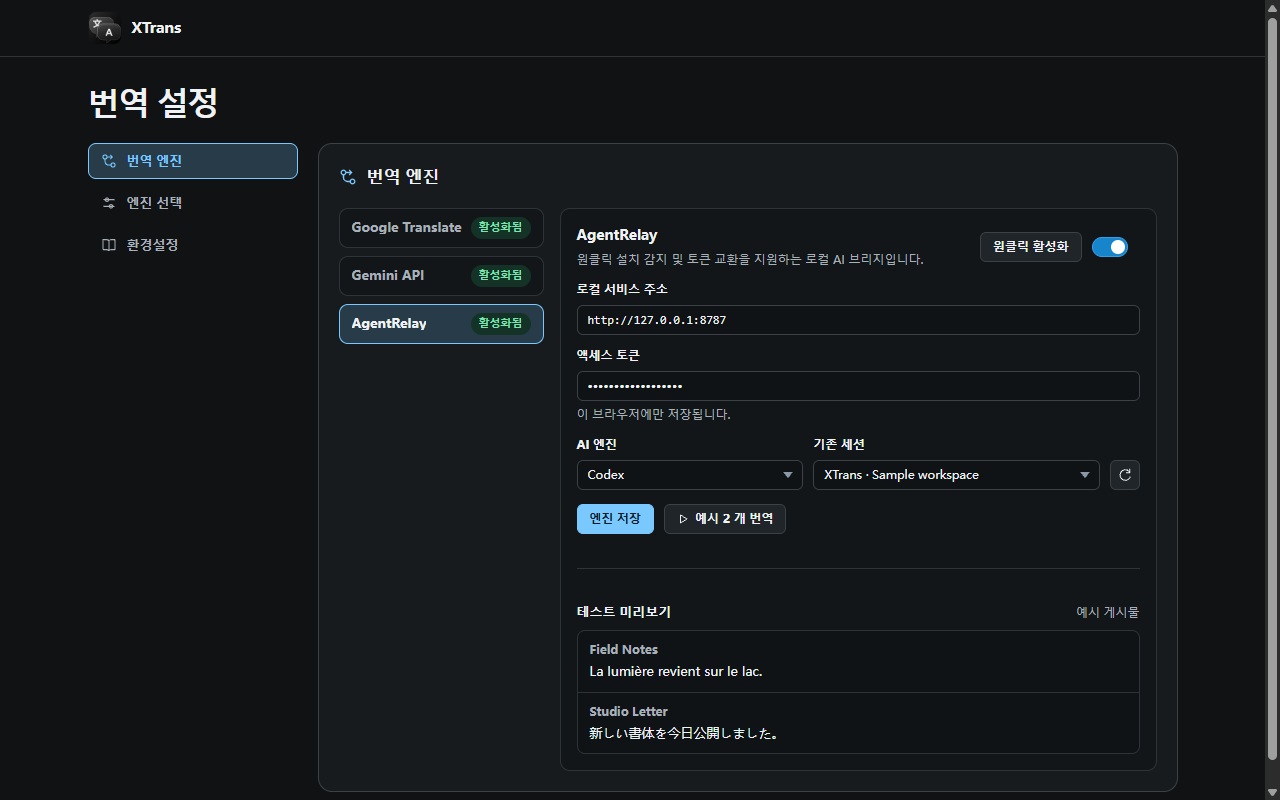 XTrans
번역 설정
번역 엔진
엔진 선택
환경설정
번역 엔진
Google Translate 활성화됨
Gemini API 활성화됨
AgentRelay 활성화됨
AgentRelay
원클릭 설치 감지 및 토큰 교환을 지원하는 로컬 AI 브리지입니다.
원클릭 활성화
로컬 서비스 주소
http://127.0.0.1:8787
액세스 토큰
••••••••••••••••••
이 브라우저에만 저장됩니다.
AI 엔진
Codex
기존 세션
XTrans · Sample workspace
엔진 저장
예시 2 개 번역
테스트 미리보기
예시 게시물
Field Notes
La lumière revient sur le lac.
Studio Letter
新しい書体を今日公開しました。